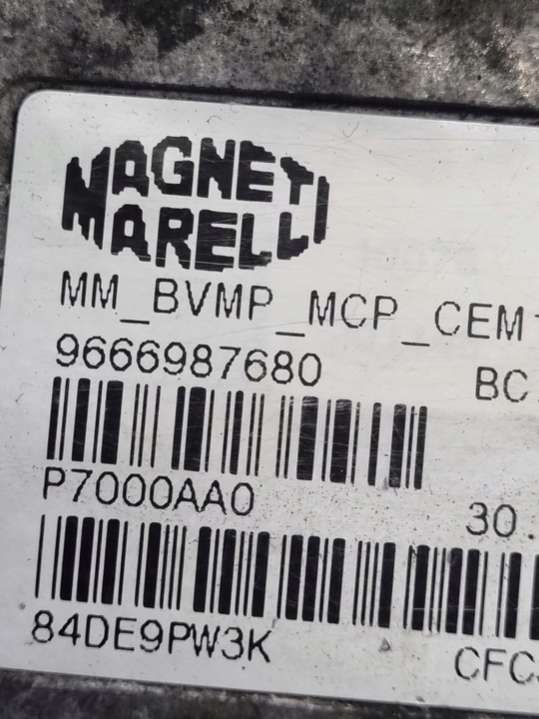 MAGNETI
MARELLI
MM_BVMP_MCP_CEM
9666987680 BC
P7000AA0 30.
84DE9PW3K CFC